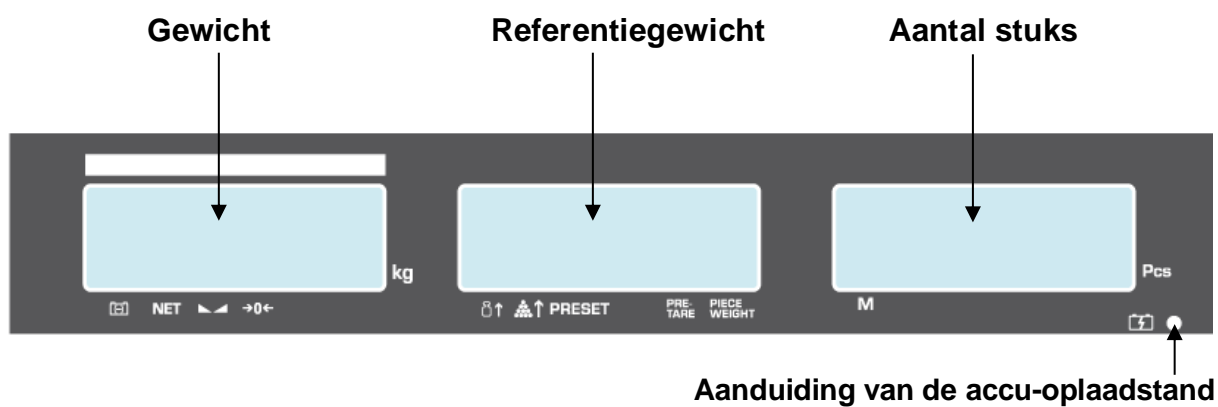 Gewicht Referentiegewicht Aantal stuks
kg Pcs
NET →0← PRESET PRE-TARE PIECE WEIGHT M
Aanduiding van de accu-oplaadstand